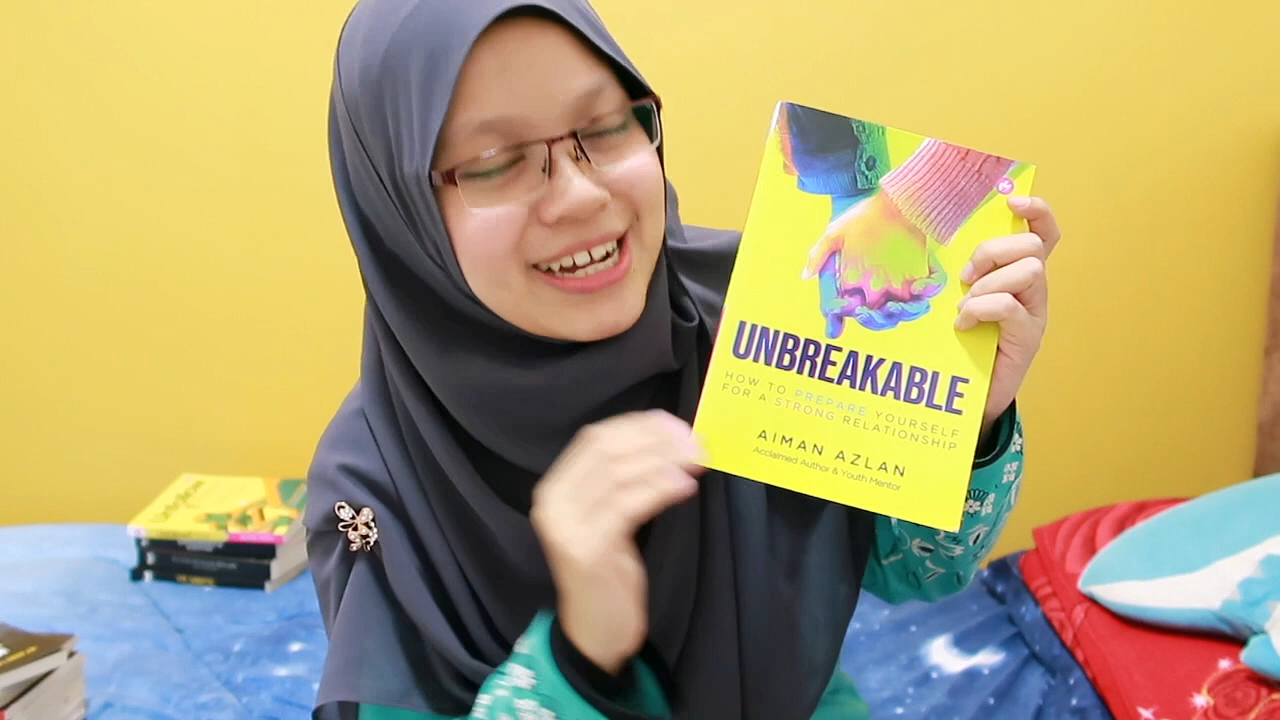 UNBREAKABLE
HOW TO PREPARE YOURSELF
FOR A STRONG RELATIONSHIP
AIMAN AZLAN
Acclaimed Author & Youth Mentor